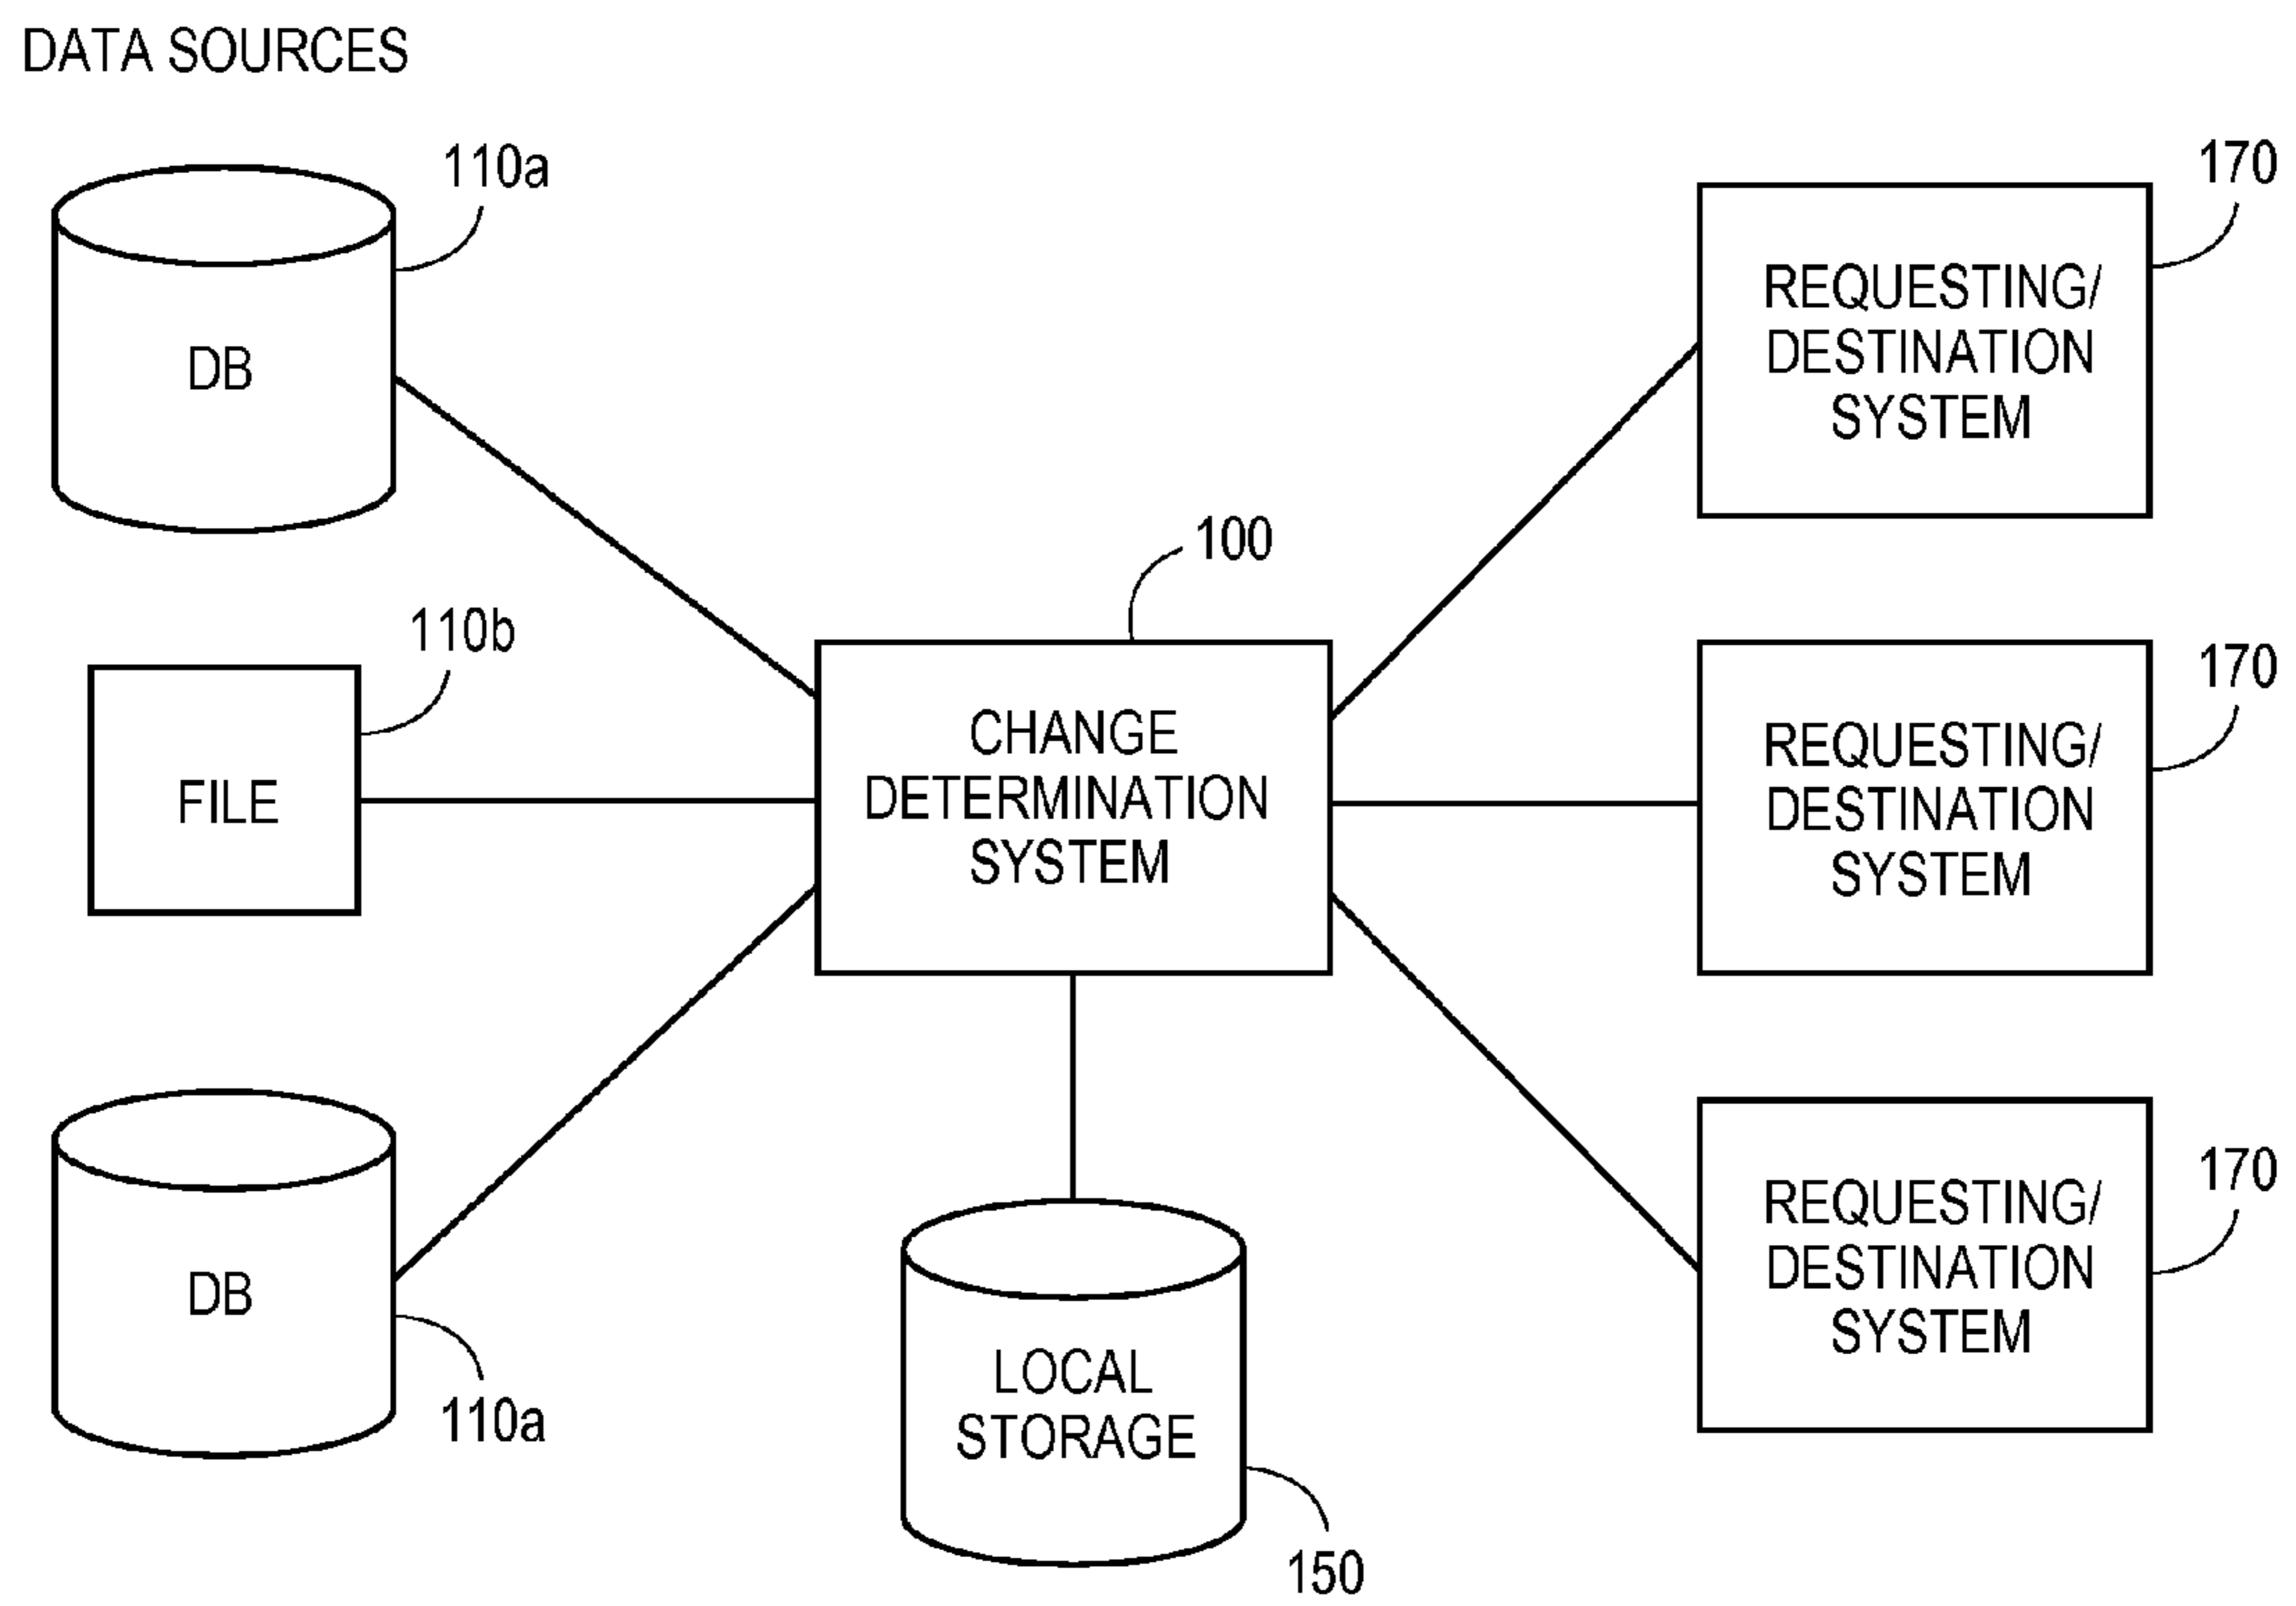 DATA SOURCES
110a
DB
110b
FILE
DB
110a
100
CHANGE
DETERMINATION
SYSTEM
LOCAL
STORAGE
150
170
REQUESTING/
DESTINATION
SYSTEM
170
REQUESTING/
DESTINATION
SYSTEM
170
REQUESTING/
DESTINATION
SYSTEM